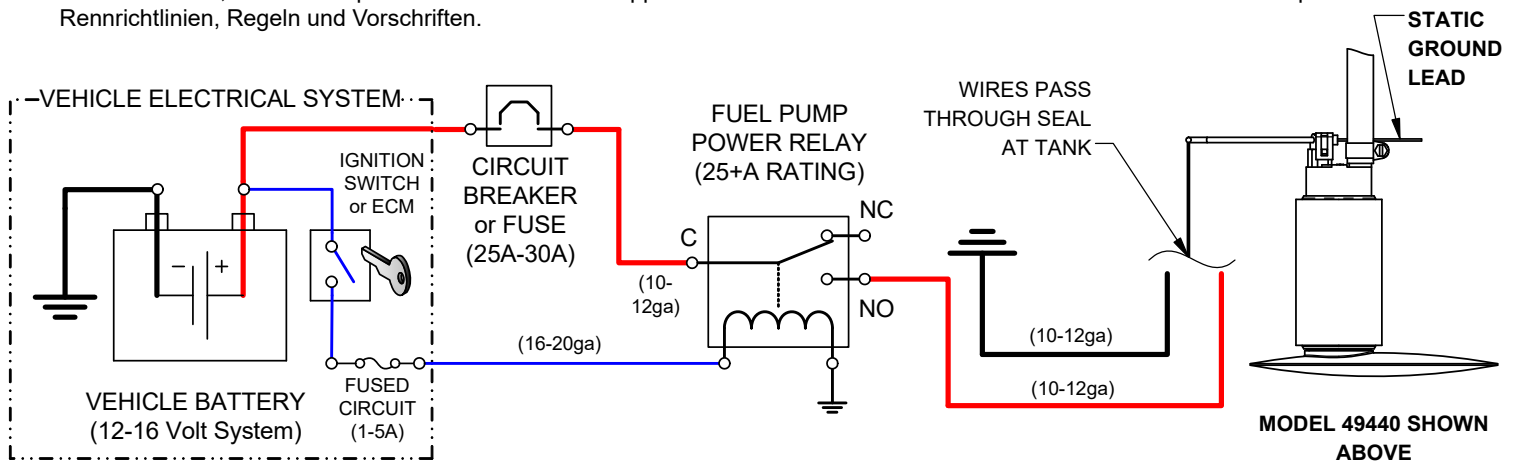 Rennrichtlinien, Regeln und Vorschriften.
STATIC
GROUND
LEAD
VEHICLE ELECTRICAL SYSTEM
WIRES PASS
THROUGH SEAL
AT TANK
FUEL PUMP
POWER RELAY
(25+A RATING)
IGNITION
SWITCH
or ECM
CIRCUIT
BREAKER
or FUSE
(25A-30A)
C
NC
NO
(10-
12ga)
- +
(16-20ga)
(10-12ga)
(10-12ga)
FUSED
CIRCUIT
(1-5A)
VEHICLE BATTERY
(12-16 Volt System)
MODEL 49440 SHOWN
ABOVE